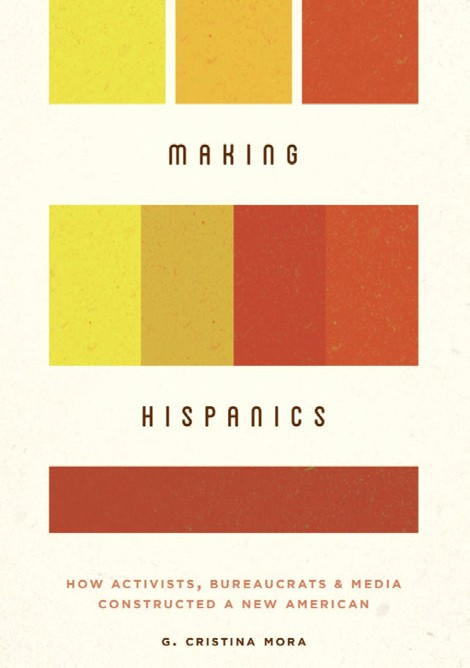 MAKING
HISPANICS
HOW ACTIVISTS, BUREAUCRATS & MEDIA
CONSTRUCTED A NEW AMERICAN
G. CRISTINA MORA